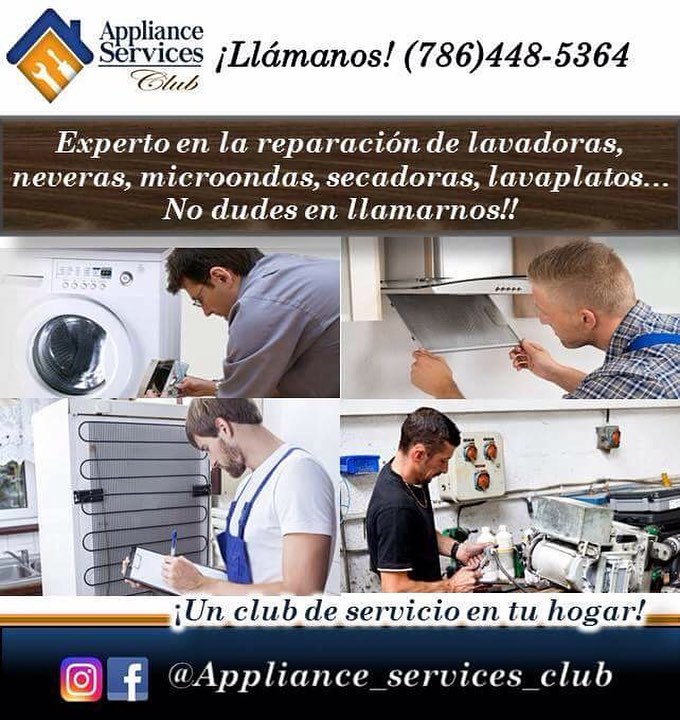 Appliance
Services
Club
¡Llámanos! (786)448-5364
Experto en la reparación de lavadoras,
neveras, microondas, secadoras, lavaplatos...
No dudes en llamarnos!!
¡Un club de servicio en tu hogar!
@Appliance_services_club